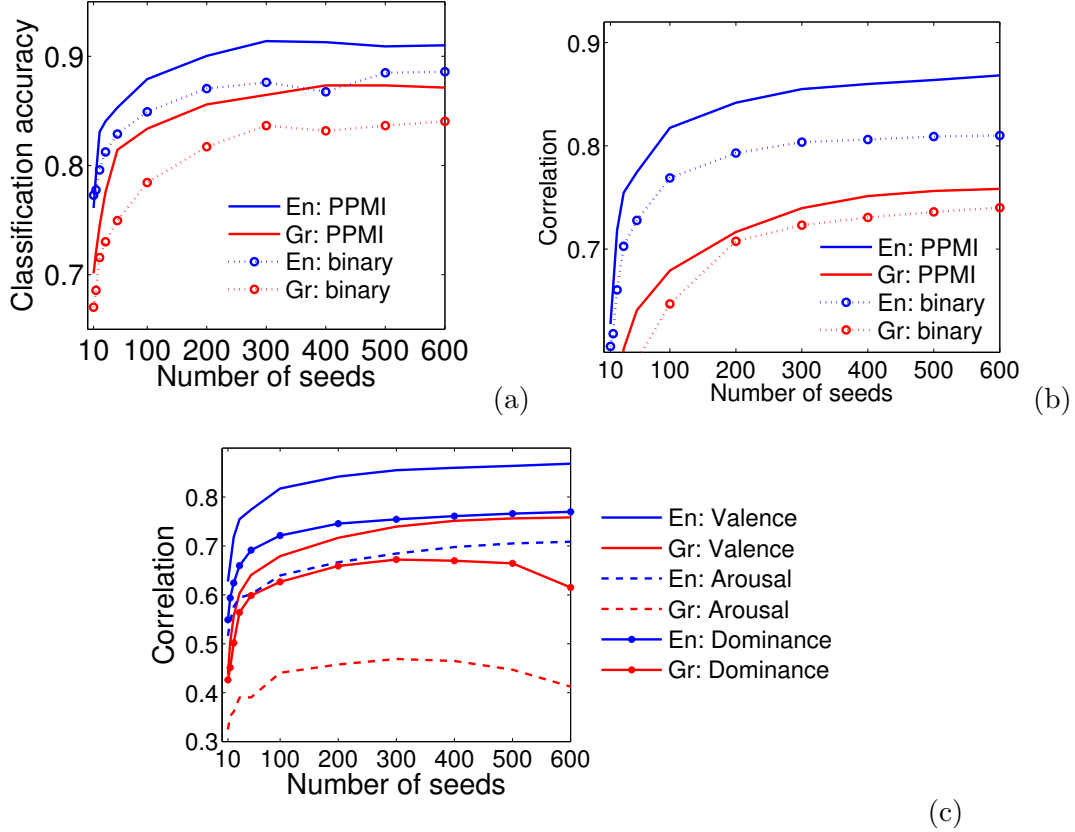 Classification accuracy
0.9
0.8
0.7
En: PPMI
Gr: PPMI
En: binary
Gr: binary
10 100 200 300 400 500 600
Number of seeds
(a)
Correlation
0.9
0.8
0.7
En: PPMI
Gr: PPMI
En: binary
Gr: binary
10 100 200 300 400 500 600
Number of seeds
(b)
Correlation
0.8
0.7
0.6
0.5
0.4
0.3
10 100 200 300 400 500 600
Number of seeds
En: Valence
Gr: Valence
En: Arousal
Gr: Arousal
En: Dominance
Gr: Dominance
(c)